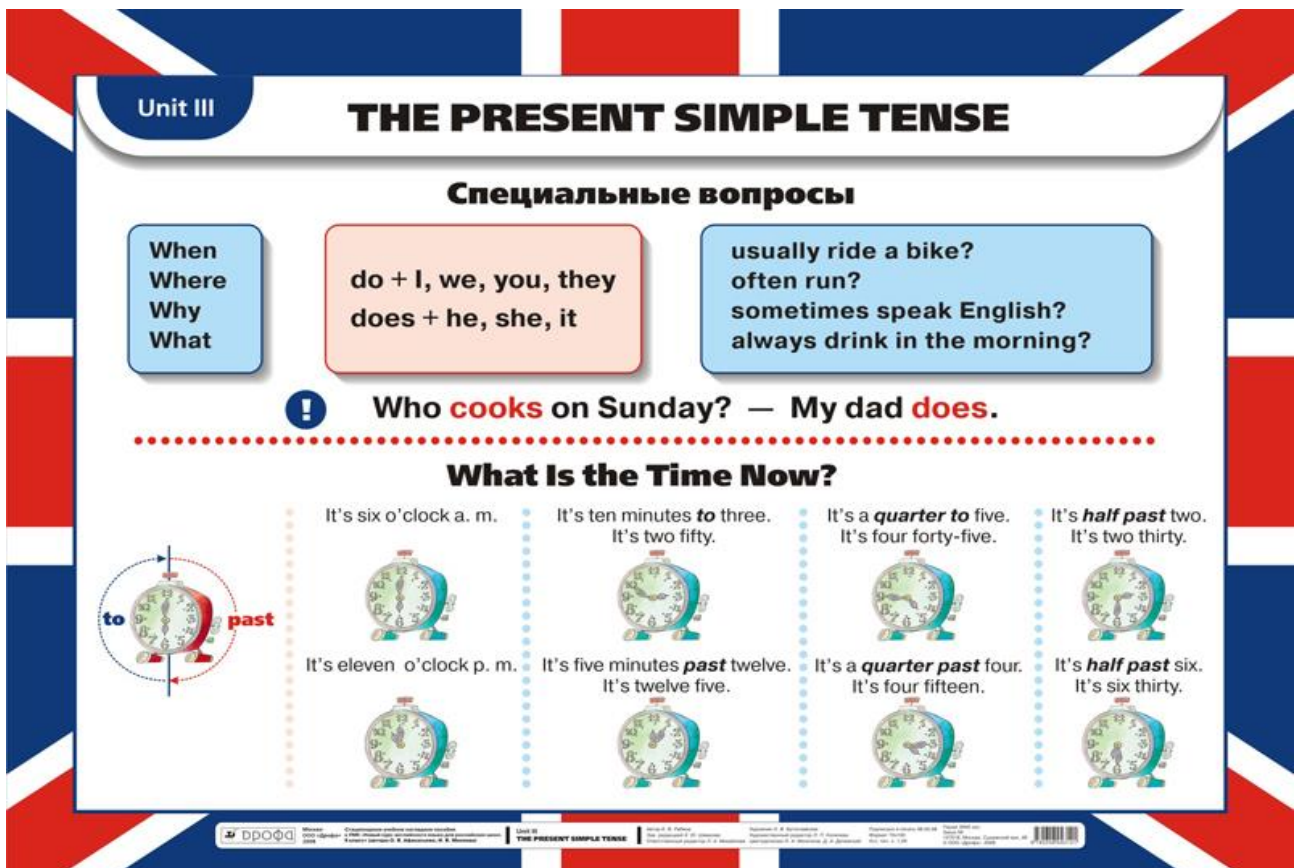 Unit III
THE PRESENT SIMPLE TENSE
Специальные вопросы
When
Where
Why
What
do + I, we, you, they
does + he, she, it
usually ride a bike?
often run?
sometimes speak English?
always drink in the morning?
! Who cooks on Sunday? — My dad does.
What Is the Time Now?
to
past
It's six o'clock a. m.
It's ten minutes to three.
It's two fifty.
It's a quarter to five.
It's four forty-five.
It's half past two.
It's two thirty.
It's eleven o'clock p. m.
It's five minutes past twelve.
It's twelve five.
It's a quarter past four.
It's four fifteen.
It's half past six.
It's six thirty.
дрофа
Москва
ООО «Дрофа»
Unit III
THE PRESENT SIMPLE TENSE